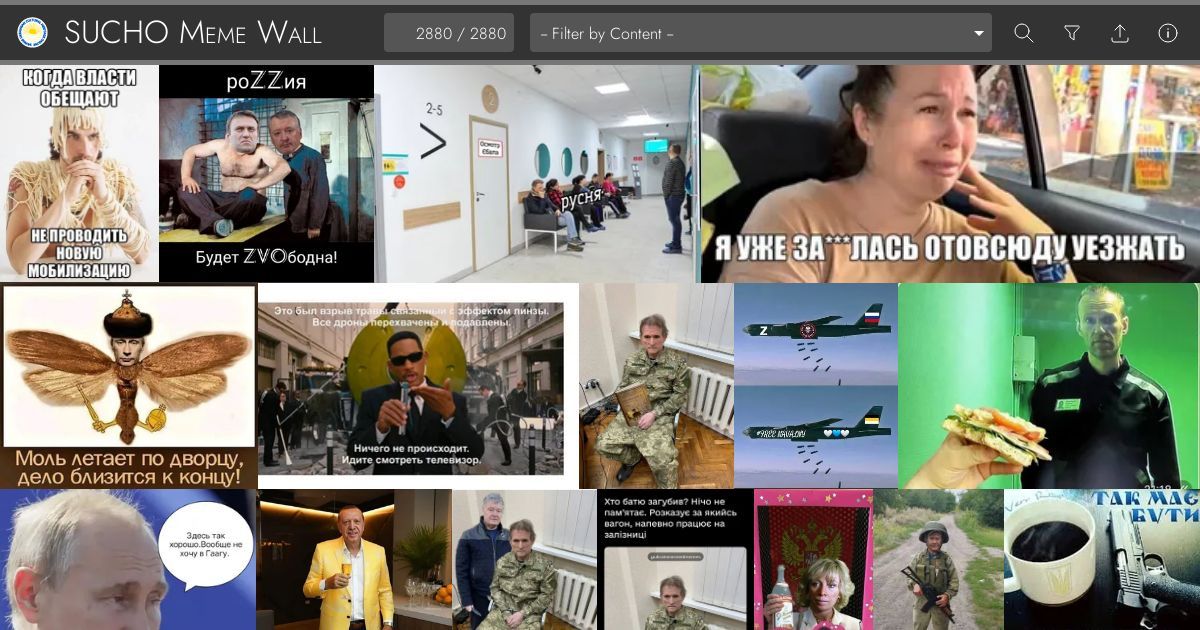 SUCHO Meme Wall
2880 / 2880
– Filter by Content –
КОГДА ВЛАСТИ
ОБЕЩАЮТ
НЕ ПРОВОДИТЬ
НОВУЮ
МОБИЛИЗАЦИЮ
роZZия
Будет ZVОбодна!
2-5
>
2
Осмотр
Ебала
русня
Я УЖЕ ЗА***ЛАСЬ ОТОВСЮДУ УЕЗЖАТЬ
Моль летает по дворцу,
дело близится к концу!
Это был взрыв травы связанный с эффектом линзы.
Все дроны перехвачены и подавлены.
Ничего не происходит.
Идите смотреть телевизор.
Z
#FREE NAVALNY
Здесь так
хорошо.Вообще не
хочу в Гаагу.
Хто батю загубив? Нічо не
пам'ятає. Розказує за якийсь
вагон, напевно працює на
залізниці
ТАК МАЄ
БУТИ